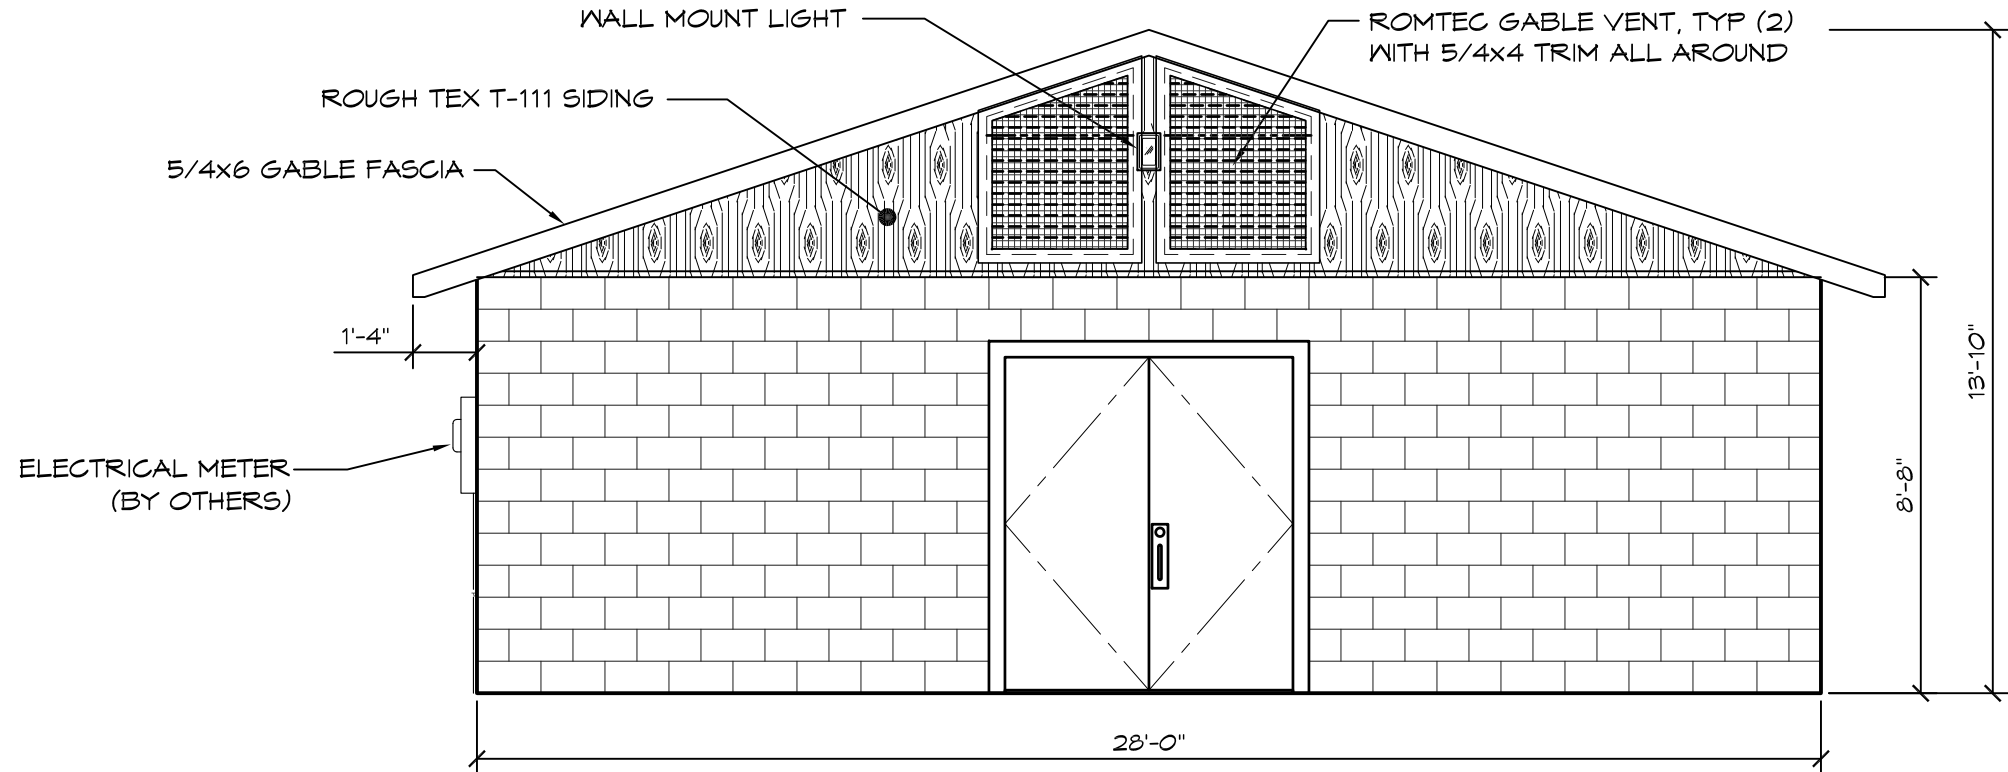 WALL MOUNT LIGHT
ROMTEC GABLE VENT, TYP (2)
WITH 5/4x4 TRIM ALL AROUND
ROUGH TEX T-111 SIDING
5/4x6 GABLE FASCIA
1'-4"
13'-10"
ELECTRICAL METER
(BY OTHERS)
8'-8"
28'-0"